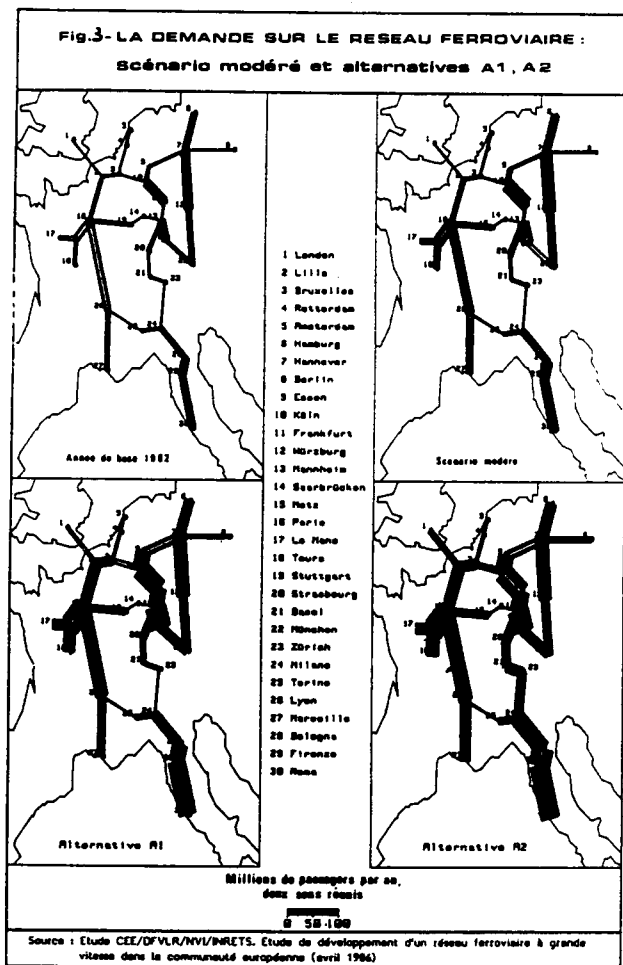 Fig.3- LA DEMANDE SUR LE RESEAU FERROVIAIRE :
Scénario modéré et alternatives A1, A2
Année de base 1982
Scénario modéré
1 London
2 Lille
3 Bruxelles
4 Rotterdam
5 Amsterdam
6 Hamburg
7 Hannover
8 Berlin
9 Essen
10 Köln
11 Frankfurt
12 Würzburg
13 Mannheim
14 Saarbrücken
15 Metz
16 Paris
17 Le Mans
18 Tours
19 Stuttgart
20 Strasbourg
21 Basel
22 München
23 Zürich
24 Milano
25 Torino
26 Lyon
27 Marseille
28 Bologna
29 Firenze
30 Roma
Alternative A1
Alternative A2
Millions de passagers par an,
deux sens réunis
0 50 100
Source : Etude CEE/DFVLR/NVI/INRETS. Etude de développement d'un réseau ferroviaire à grande
vitesse dans la communauté européenne (avril 1986)